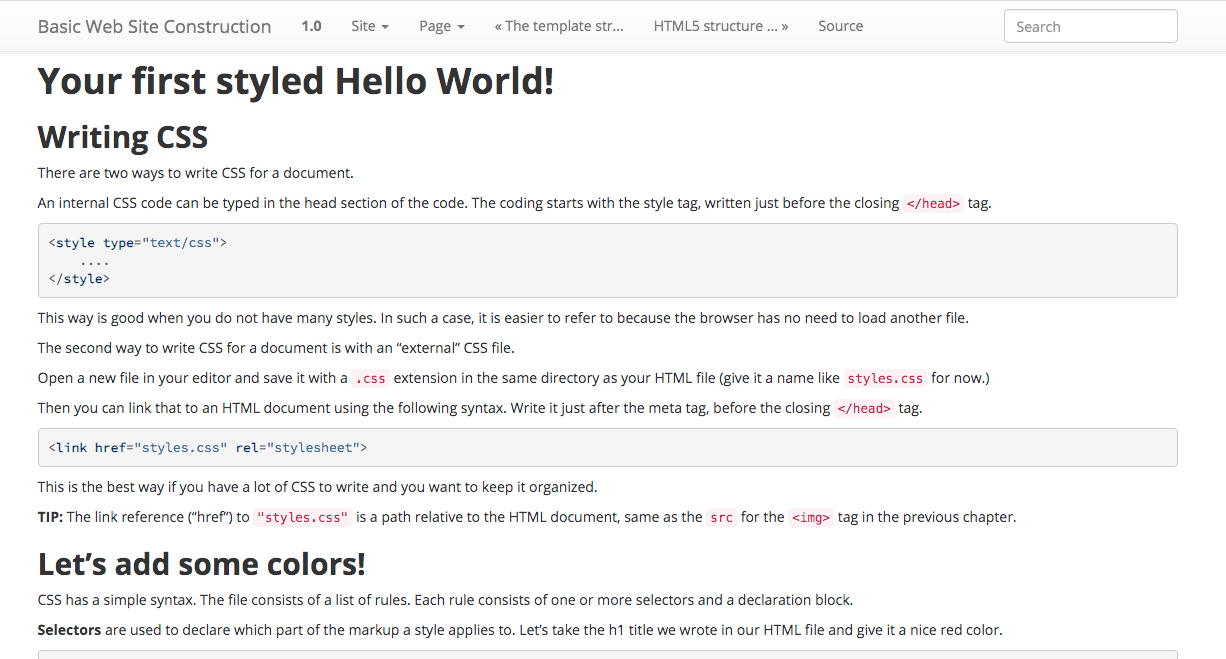 Basic Web Site Construction 1.0 Site Page « The template str... HTML5 structure ... » Source Search
Your first styled Hello World!
Writing CSS
There are two ways to write CSS for a document.
An internal CSS code can be typed in the head section of the code. The coding starts with the style tag, written just before the closing </head> tag.
<style type="text/css">
....
</style>
This way is good when you do not have many styles. In such a case, it is easier to refer to because the browser has no need to load another file.
The second way to write CSS for a document is with an “external” CSS file.
Open a new file in your editor and save it with a .css extension in the same directory as your HTML file (give it a name like styles.css for now.)
Then you can link that to an HTML document using the following syntax. Write it just after the meta tag, before the closing </head> tag.
<link href="styles.css" rel="stylesheet">
This is the best way if you have a lot of CSS to write and you want to keep it organized.
TIP: The link reference (“href”) to "styles.css" is a path relative to the HTML document, same as the src for the <img> tag in the previous chapter.
Let’s add some colors!
CSS has a simple syntax. The file consists of a list of rules. Each rule consists of one or more selectors and a declaration block.
Selectors are used to declare which part of the markup a style applies to. Let’s take the h1 title we wrote in our HTML file and give it a nice red color.